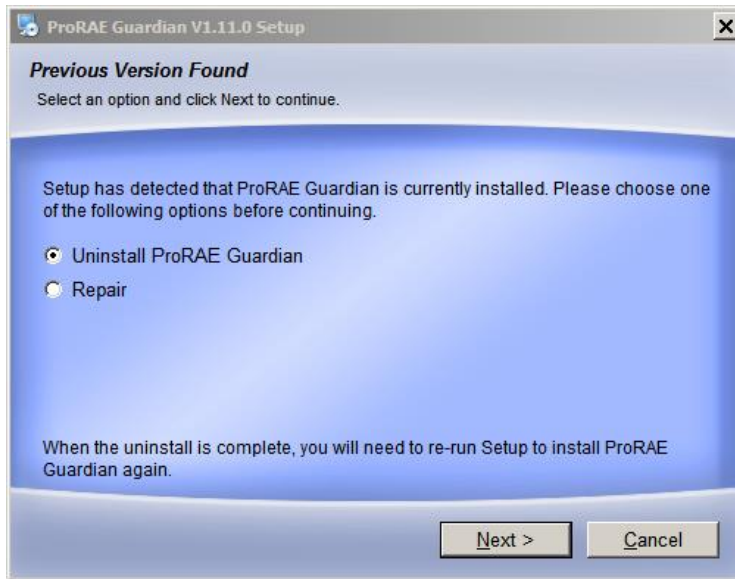 ProRAE Guardian V1.11.0 Setup
Previous Version Found
Select an option and click Next to continue.
Setup has detected that ProRAE Guardian is currently installed. Please choose one
of the following options before continuing.
Uninstall ProRAE Guardian
Repair
When the uninstall is complete, you will need to re-run Setup to install ProRAE
Guardian again.
Next >
Cancel